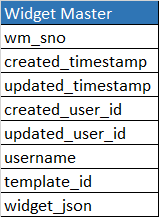 Widget Master
wm_sno
created_timestamp
updated_timestamp
created_user_id
updated_user_id
username
template_id
widget_json